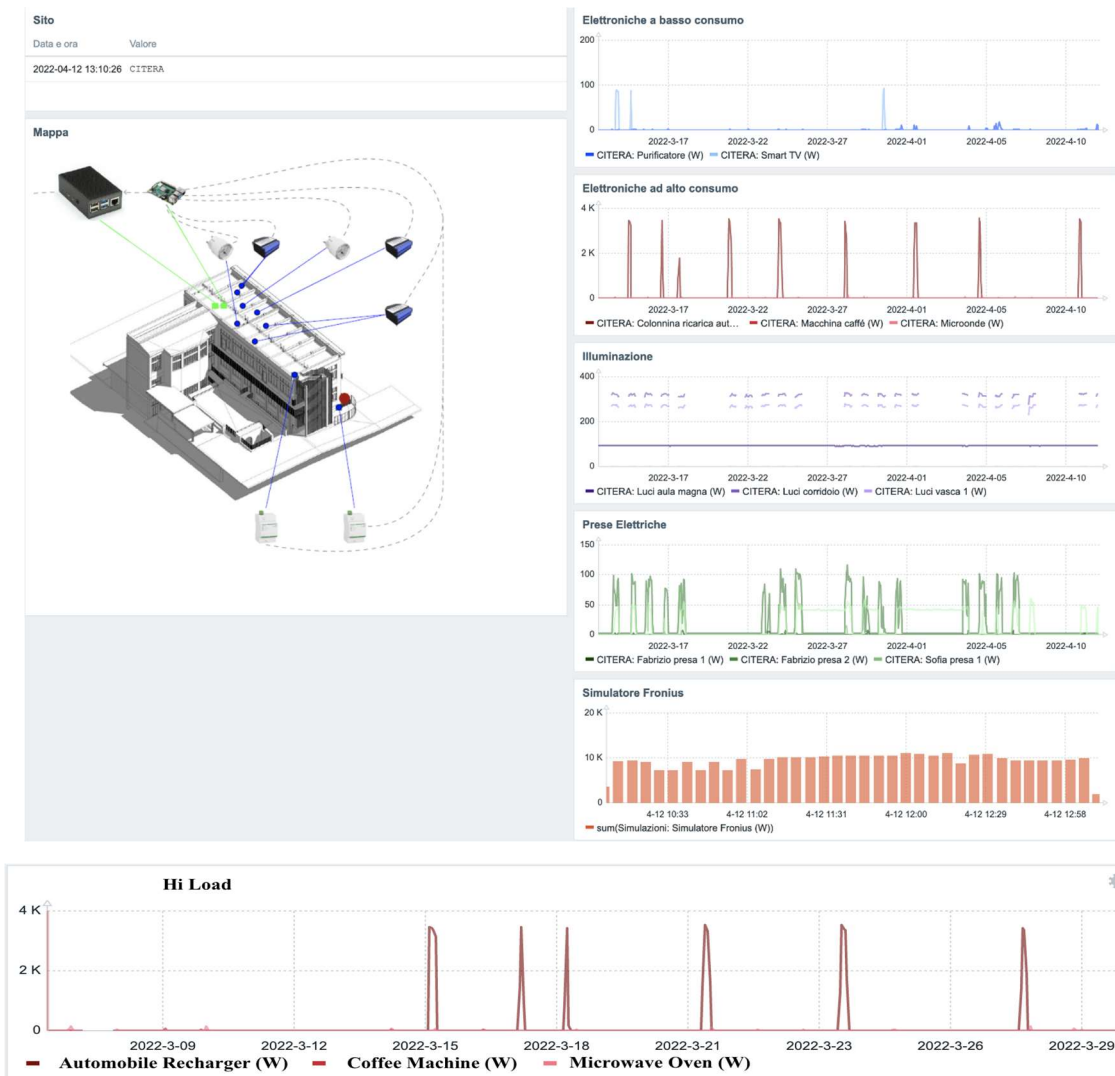 Sito
Data e ora Valore
2022-04-12 13:10:26 CITERA
Mappa
Elettroniche a basso consumo
200
100
0
2022-3-17 2022-3-22 2022-3-27 2022-4-01 2022-4-05 2022-4-10
CITERA: Purificatore (W) CITERA: Smart TV (W)
Elettroniche ad alto consumo
4 K
2 K
0
2022-3-17 2022-3-22 2022-3-27 2022-4-01 2022-4-05 2022-4-10
CITERA: Colonnina ricarica aut... CITERA: Macchina caffé (W) CITERA: Microonde (W)
Illuminazione
400
200
0
2022-3-17 2022-3-22 2022-3-27 2022-4-01 2022-4-05 2022-4-10
CITERA: Luci aula magna (W) CITERA: Luci corridoio (W) CITERA: Luci vasca 1 (W)
Prese Elettriche
150
100
50
0
2022-3-17 2022-3-22 2022-3-27 2022-4-01 2022-4-05 2022-4-10
CITERA: Fabrizio presa 1 (W) CITERA: Fabrizio presa 2 (W) CITERA: Sofia presa 1 (W)
Simulatore Fronius
20 K
10 K
0
4-12 10:33 4-12 11:02 4-12 11:31 4-12 12:00 4-12 12:29 4-12 12:58
sum(Simulazioni: Simulatore Fronius (W))
Hi Load
4 K
2 K
0
2022-3-09 2022-3-12 2022-3-15 2022-3-18 2022-3-21 2022-3-23 2022-3-26 2022-3-29
Automobile Recharger (W) Coffee Machine (W) Microwave Oven (W)